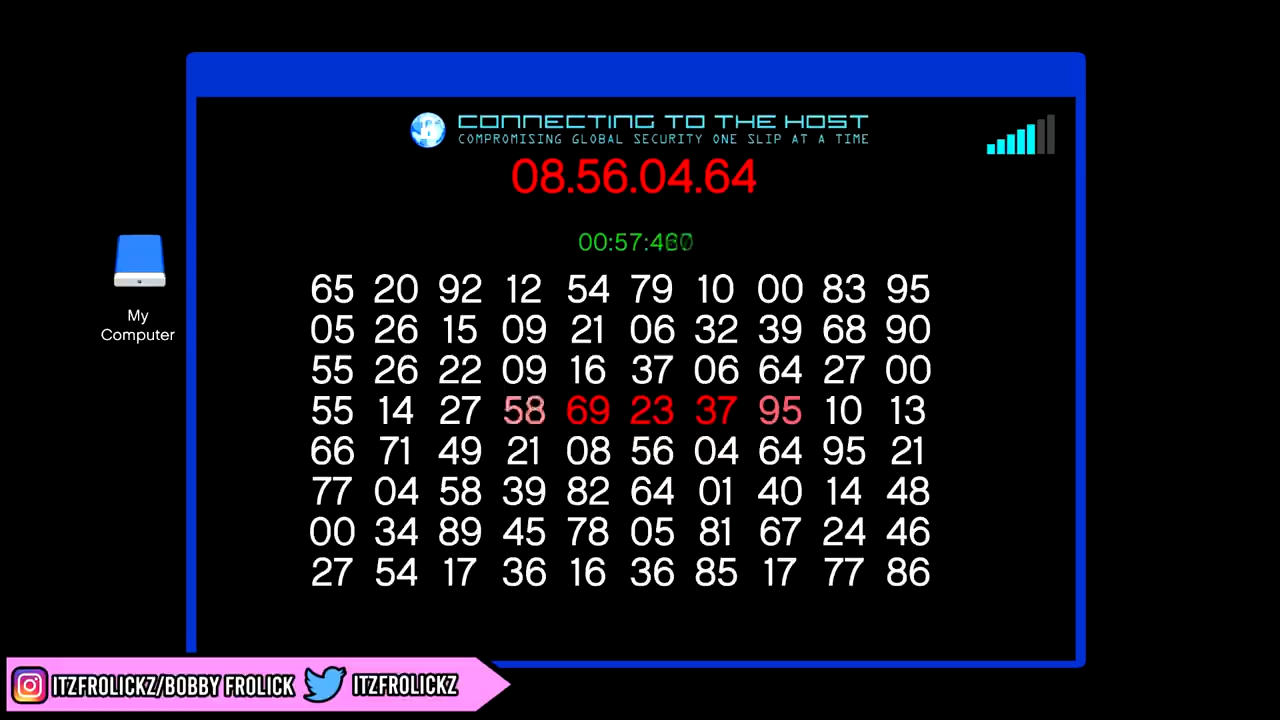 CONNECTING TO THE HOST
COMPROMISING GLOBAL SECURITY ONE SLIP AT A TIME
08.56.04.64
65 20 92 12 54 79 10 00 83 95
05 26 15 09 21 06 32 39 68 90
55 26 22 09 16 37 06 64 27 00
55 14 27 58 69 23 37 95 10 13
66 71 49 21 08 56 04 64 95 21
77 04 58 39 82 64 01 40 14 48
00 34 89 45 78 05 81 67 24 46
27 54 17 36 16 36 85 17 77 86
My
Computer
ITZFROLICKZ/BOBBY FROLICK ITZFROLICKZ